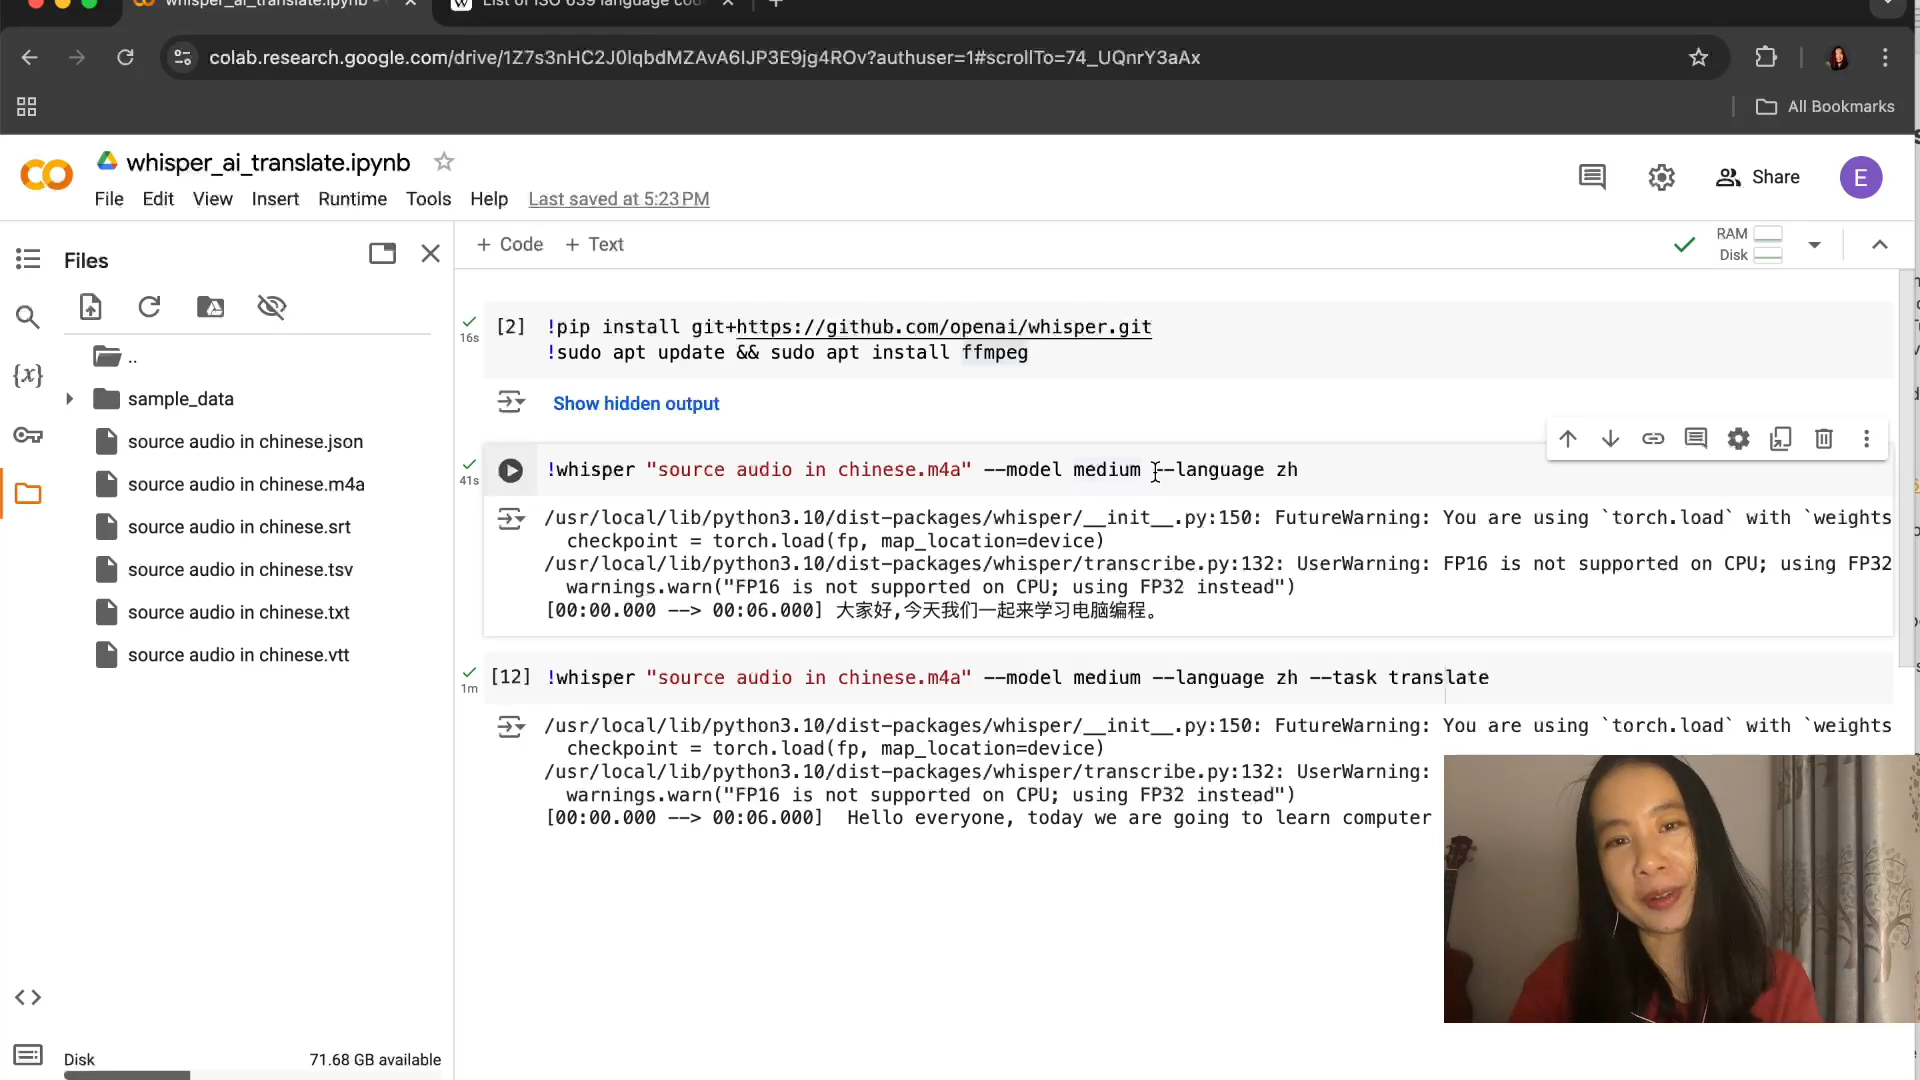 whisper_ai_translate.ipynb
List of ISO 639 language cod
colab.research.google.com/drive/1Z7s3nHC2J0IqbdMZAvA6IJP3E9jg4ROv?authuser=1#scrollTo=74_UQnrY3aAx
All Bookmarks
whisper_ai_translate.ipynb
File Edit View Insert Runtime Tools Help Last saved at 5:23 PM
Share
E
Files
+ Code + Text
RAM
Disk
..
sample_data
source audio in chinese.json
source audio in chinese.m4a
source audio in chinese.srt
source audio in chinese.tsv
source audio in chinese.txt
source audio in chinese.vtt
Disk 71.68 GB available
16s
[2] !pip install git+https://github.com/openai/whisper.git
!sudo apt update && sudo apt install ffmpeg
Show hidden output
41s
!whisper "source audio in chinese.m4a" --model medium --language zh
/usr/local/lib/python3.10/dist-packages/whisper/__init__.py:150: FutureWarning: You are using `torch.load` with `weights
checkpoint = torch.load(fp, map_location=device)
/usr/local/lib/python3.10/dist-packages/whisper/transcribe.py:132: UserWarning: FP16 is not supported on CPU; using FP32
warnings.warn("FP16 is not supported on CPU; using FP32 instead")
[00:00.000 --> 00:06.000] 大家好,今天我们一起来学习电脑编程。
1m
[12] !whisper "source audio in chinese.m4a" --model medium --language zh --task translate
/usr/local/lib/python3.10/dist-packages/whisper/__init__.py:150: FutureWarning: You are using `torch.load` with `weights
checkpoint = torch.load(fp, map_location=device)
/usr/local/lib/python3.10/dist-packages/whisper/transcribe.py:132: UserWarning:
warnings.warn("FP16 is not supported on CPU; using FP32 instead")
[00:00.000 --> 00:06.000] Hello everyone, today we are going to learn computer